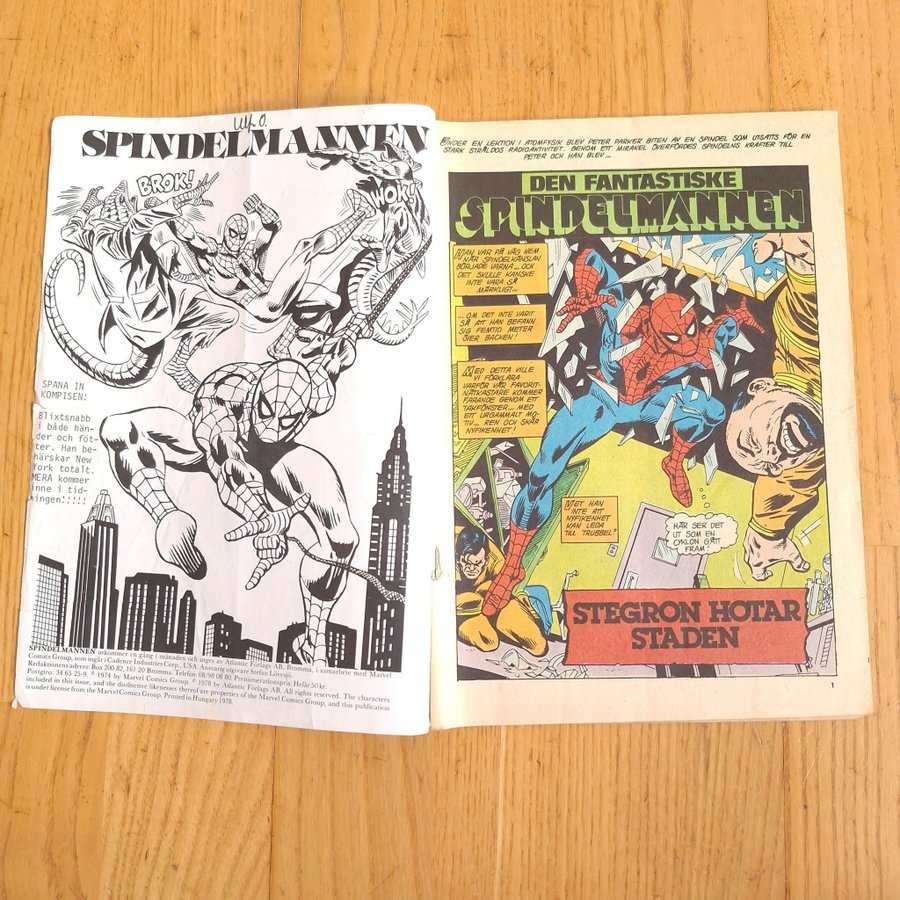 Ulf O.
SPINDELMANNEN
BROK!
WOK!
SPANA IN
KOMPISEN!
Blixtsnabb
i både hän-
der och föt-
ter. Han be-
härskar New
York totalt.
MERA kommer
inne i tid-
ningen!!!!!
SPINDELMANNEN utkommer en gång i månaden och utges av Atlantic Förlags AB, Bromma, i samarbete med Marvel
Comics Group, som ingår i Cadence Industries Corp., USA. Ansvarig utgivare Stefan Lövesjö.
Redaktionens adress: Box 200 82, 161 20 Bromma. Telefon: 08/98 08 80. Prenumerationspris: Helår 50 kr.
Postgiro: 34 65 25-9. © 1974 by Marvel Comics Group. © 1978 by Atlantic Förlags AB. All rights reserved. The characters
included in this issue, and the distinctive likenesses thereof are properties of the Marvel Comics Group, and this publication
is under license from the Marvel Comics Group. Printed in Hungary 1978.
UNDER EN LEKTION I ATOMFYSIK BLEV PETER PARKER BITEN AV EN SPINDEL SOM UTSATTS FÖR EN
STARK STRÅLDOS RADIOAKTIVITET. GENOM ETT MIRAKEL ÖVERFÖRDES SPINDELNS KRAFTER TILL
PETER OCH HAN BLEV...
DEN FANTASTISKE
SPINDELMANNEN
HAN VAR PÅ VÄG HEM
NÄR SPINDELKÄNSLAN
BÖRJADE VARNA... OCH
DET SKULLE KANSKE
INTE VARA SÅ
MÄRKLIGT...
...OM DET INTE VARIT
SÅ ATT HAN BEFANN
SIG FEMTIO METER
ÖVER BACKEN!
MED DETTA VILLE
VI FÖRKLARA
VARFÖR VÅR FAVORIT-
NÄTKASTARE KOMMER
FARANDE GENOM ETT
TAKFÖNSTER... MED
ETT URGAMMALT MO-
TIV... REN OCH SKÄR
NYFIKENHET!
VET HAN
INTE ATT
NYFIKENHET
KAN LEDA
TILL TRUBBEL?
HÄR SER DET
UT SOM EN
CYKLON GÅTT
FRAM!
STEGRON HOTAR
STADEN
1